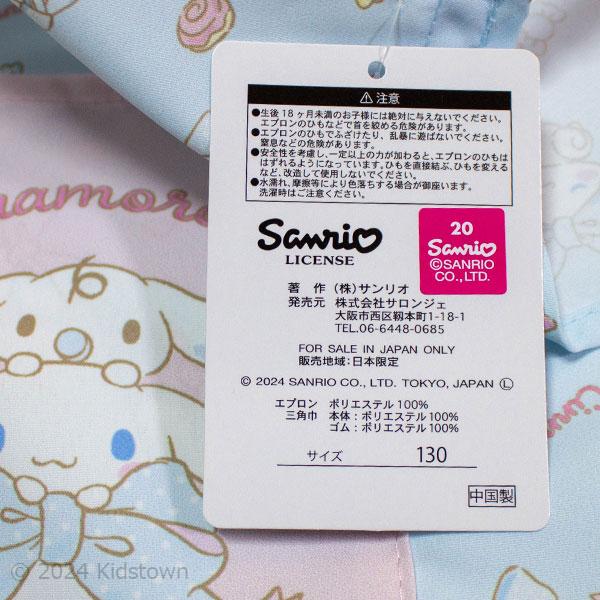 ⚠ 注意
●生後18ヶ月未満のお子様には絶対に与えないでください。
エプロンのひもなどで首を絞める危険があります。
●エプロンのひもでふざけたり、乱暴に遊ばないでください。
窒息などの危険があります。
●安全性を考慮し、一定以上の力が加わると、エプロンのひもは
はずれるようになっています。ひもを直接結ぶ、ひもを変える
など、改造して使用しないでください。
●水濡れ、摩擦等により色落ちする場合が御座います。
洗濯時はご注意ください。
Sanrio
LICENSE
20
Sanrio
©SANRIO
CO.,LTD.
著 作 (株)サンリオ
発売元 株式会社サロンジェ
大阪市西区靱本町1-18-1
TEL.06-6448-0685
FOR SALE IN JAPAN ONLY
販売地域:日本限定
© 2024 SANRIO CO., LTD. TOKYO, JAPAN Ⓛ
エプロン ポリエステル100%
三角巾 本体:ポリエステル100%
ゴム:ポリエステル100%
サイズ 130
中国製
namoro
© 2024 Kidstown